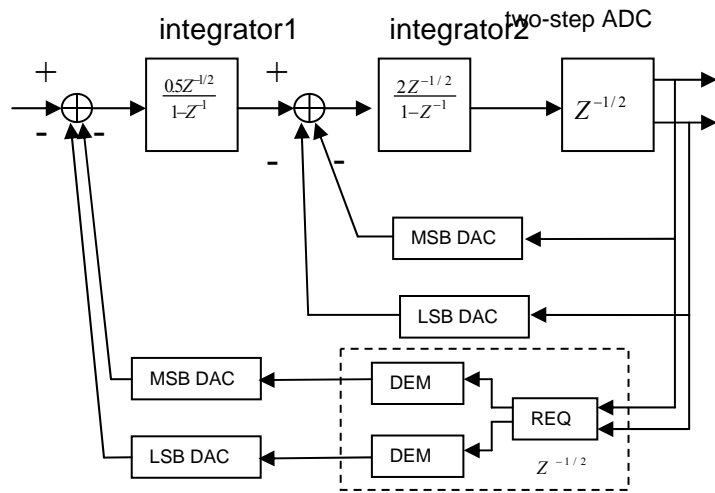 integrator1
integrator2
two-step ADC
+
+
0.5Z^{-1/2}
1-Z^{-1}
2Z^{-1/2}
1-Z^{-1}
Z^{-1/2}
- -
- -
MSB DAC
LSB DAC
MSB DAC
DEM
REQ
LSB DAC
DEM
Z^{-1/2}